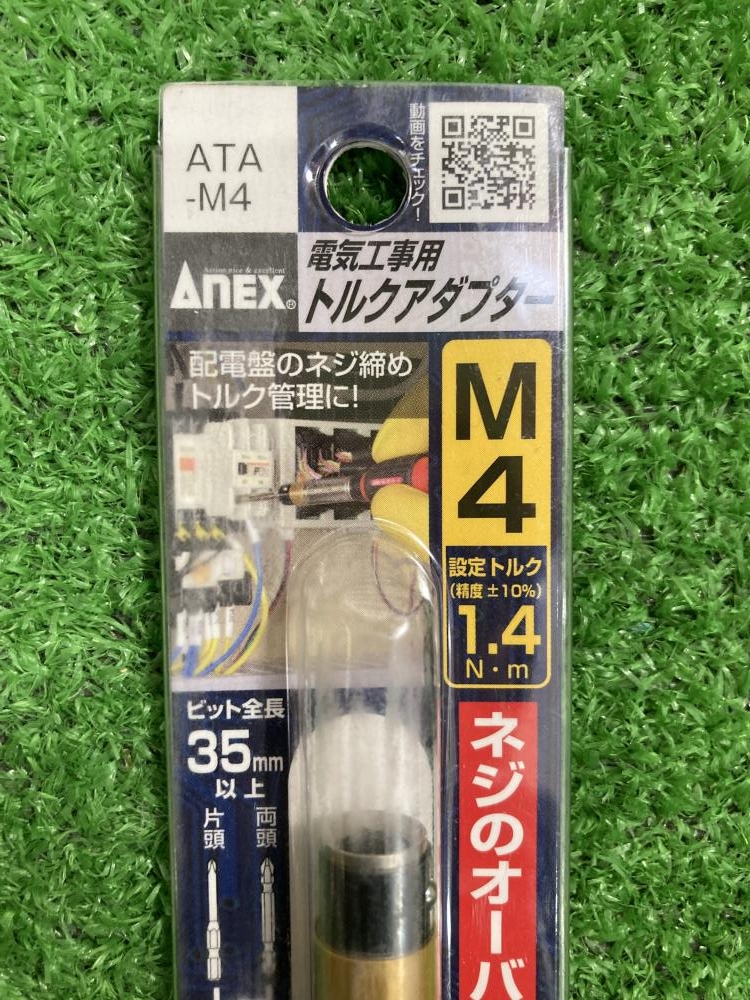 ATA
-M4
動画をチェック!
Action nice & excellent
ANEX®
電気工事用
トルクアダプター
配電盤のネジ締め
トルク管理に!
M
4
設定トルク
(精度±10%)
1.4
N・m
ビット全長
35mm
以上
片頭
両頭
ネジのオーバ